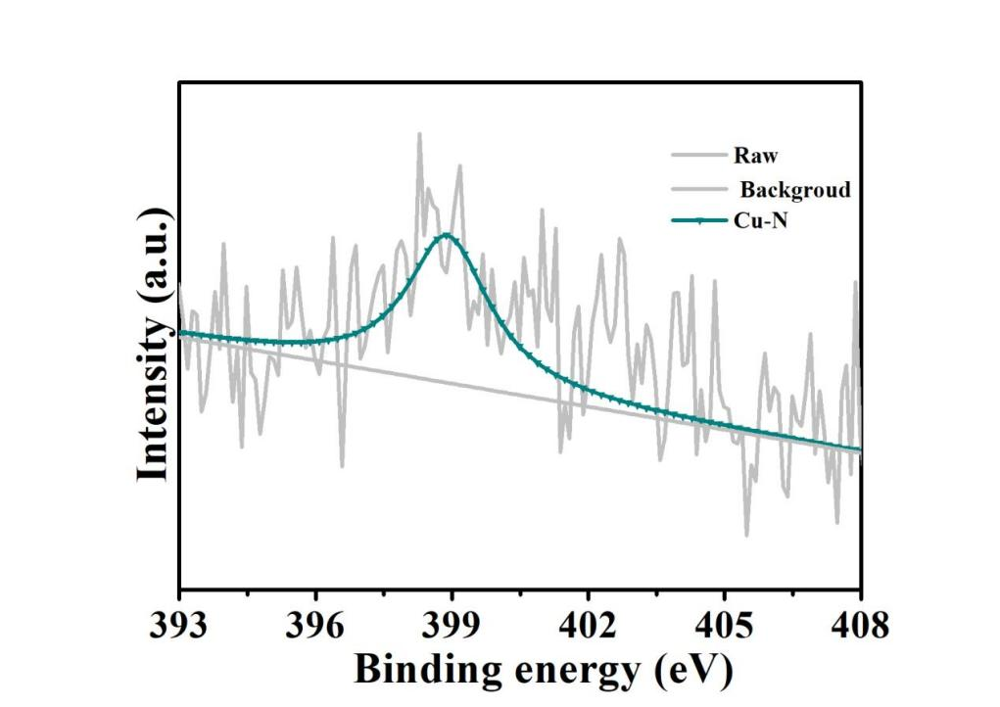 Raw
Backgroud
Cu-N
Intensity (a.u.)
393 396 399 402 405 408
Binding energy (eV)